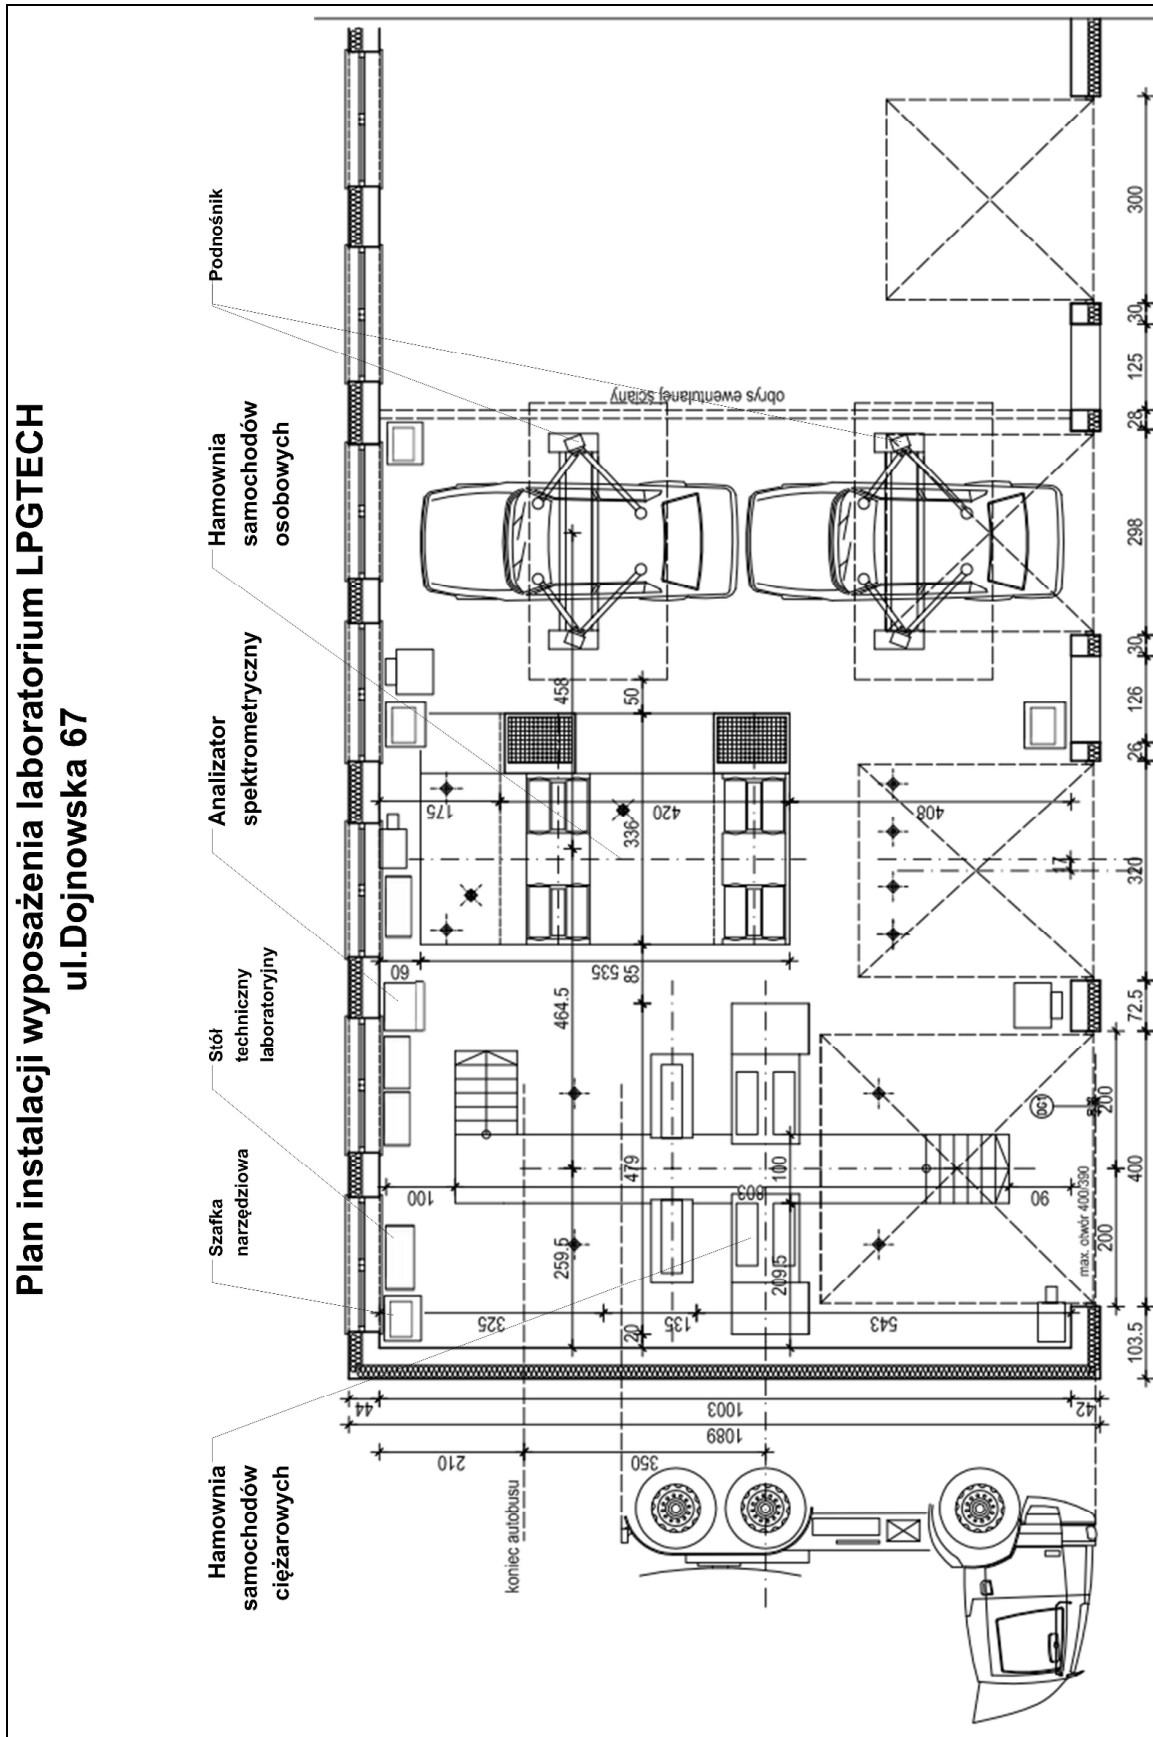 Plan instalacji wyposażenia laboratorium LPGTECH
ul.Dojnowska 67
Hamownia
samochodów
ciężarowych
Szafka
narzędziowa
Stół
techniczny
laboratoryjny
Analizator
spektrometryczny
Hamownia
samochodów
osobowych
Podnośnik
obrys ewentulanej ściany
koniec autobusu
max. otwór 400/390
DG1
44
1003
42
1089
210
350
325
135
543
20
259.5
209.5
100
803
100
90
479
464.5
85
60
535
175
420
336
408
458
50
17
200
200
103.5
400
72.5
320
26
126
30
298
28
125
30
300